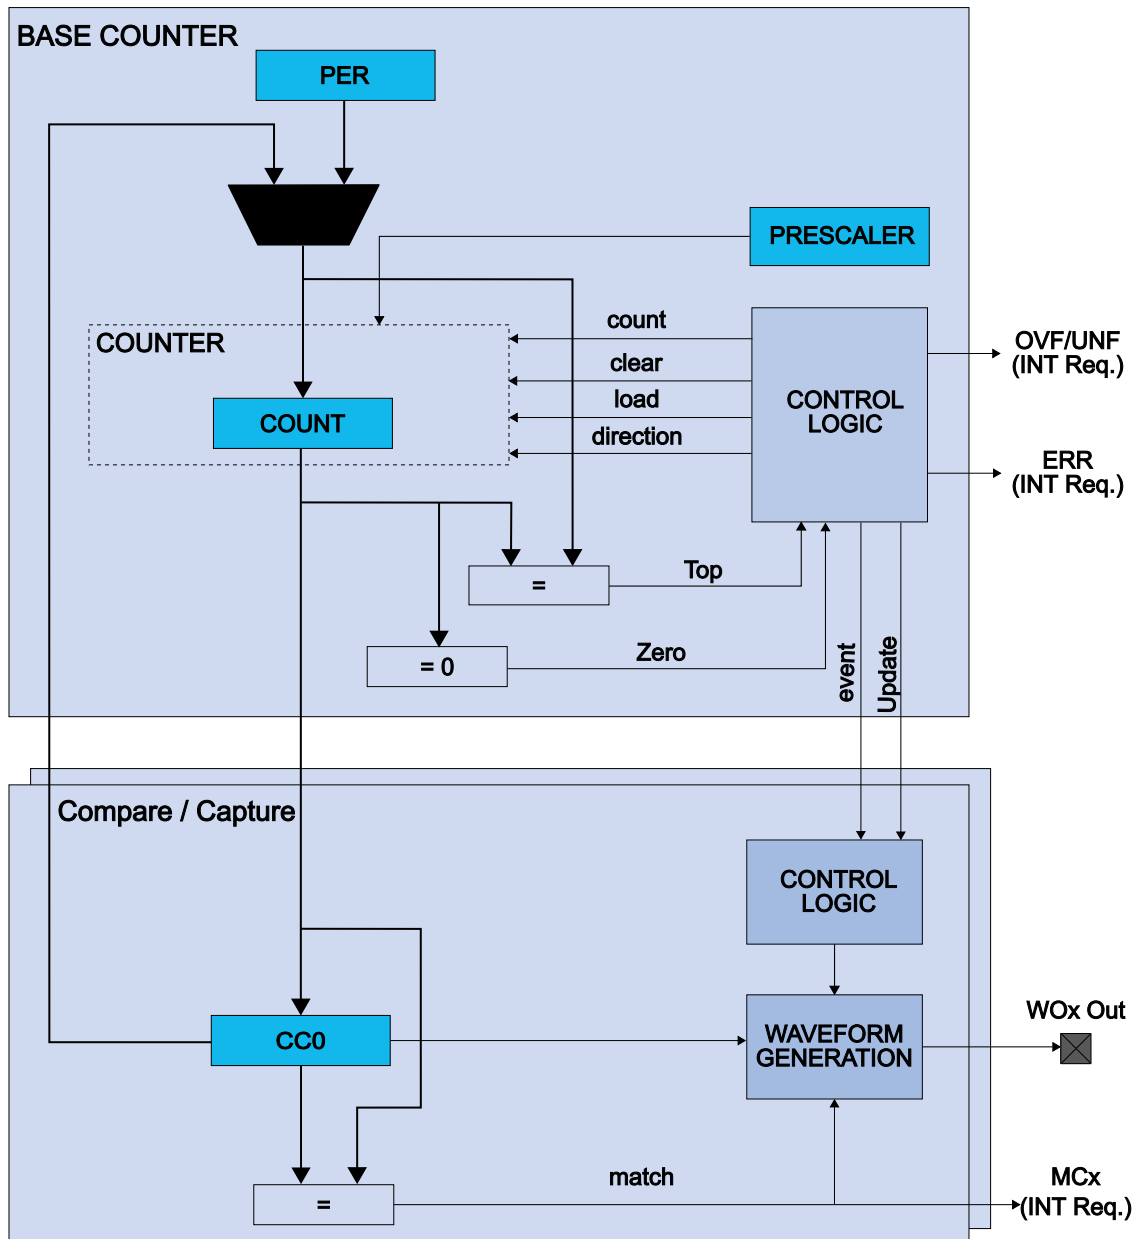 BASE COUNTER
PER
PRESCALER
COUNTER
COUNT
count
clear
load
direction
CONTROL
LOGIC
OVF/UNF
(INT Req.)
ERR
(INT Req.)
=
Top
= 0
Zero
event
Update
Compare / Capture
CONTROL
LOGIC
CC0
WAVEFORM
GENERATION
WOx Out
=
match
MCx
(INT Req.)